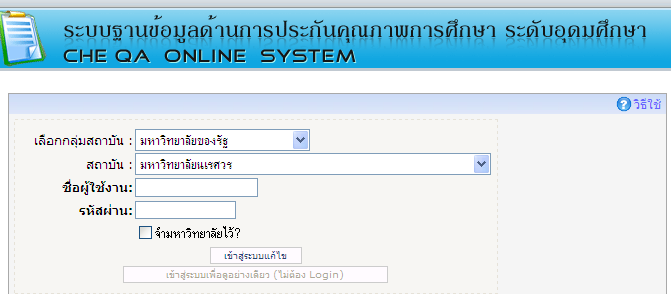 ระบบฐานข้อมูลด้านการประกันคุณภาพการศึกษา ระดับอุดมศึกษา
CHE QA ONLINE SYSTEM
วิธีใช้
เลือกกลุ่มสถาบัน : มหาวิทยาลัยของรัฐ
สถาบัน : มหาวิทยาลัยนเรศวร
ชื่อผู้ใช้งาน:
รหัสผ่าน:
จำมหาวิทยาลัยไว้?
เข้าสู่ระบบแก้ไข
เข้าสู่ระบบเพื่อดูอย่างเดียว (ไม่ต้อง Login)